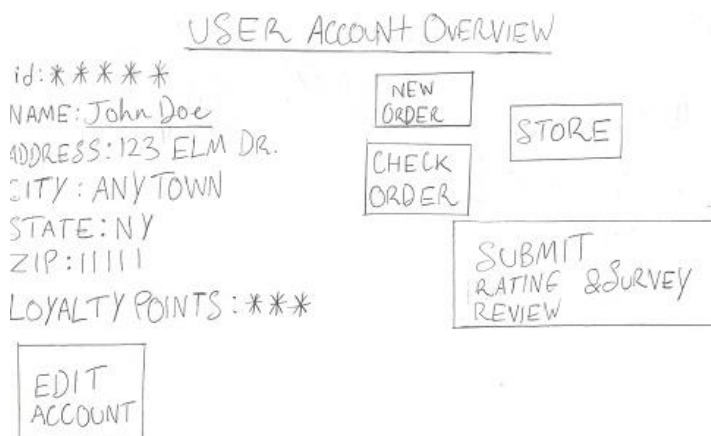 USER ACCOUNT OVERVIEW
id: *****
NAME: John Doe
ADDRESS: 123 ELM DR.
CITY: ANYTOWN
STATE: NY
ZIP: 11111
LOYALTY POINTS: ***
EDIT
ACCOUNT
NEW
ORDER
CHECK
ORDER
STORE
SUBMIT
RATING & SURVEY
REVIEW